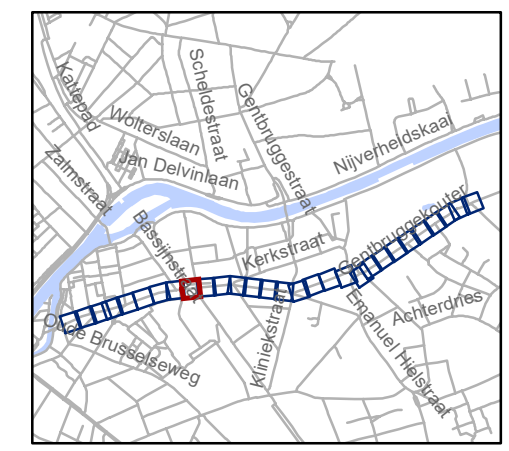 Kattepad
Scheldestraat
Gentbruggestraat
Wolterslaan
Nijverheidskaai
Jan Delvinlaan
Zalmstraat
Bassijnstraat
Kerkstraat
Gentbruggekouter
Achterdries
Oude Brusselseweg
Kliniekstraat
Emanuel Hielstraat